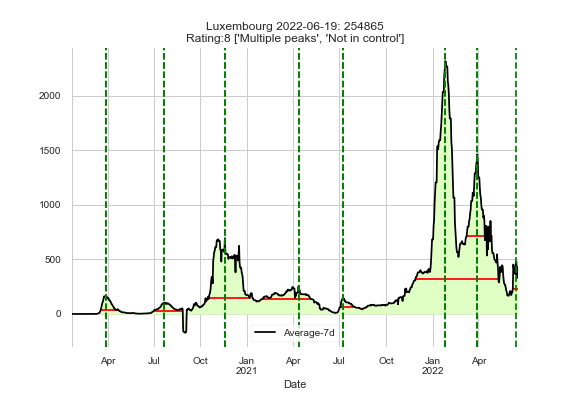 Luxembourg 2022-06-19: 254865
Rating:8 ['Multiple peaks', 'Not in control']
2000
1500
1000
500
0
Average-7d
Apr Jul Oct Jan Apr Jul Oct Jan Apr
2021 2022
Date